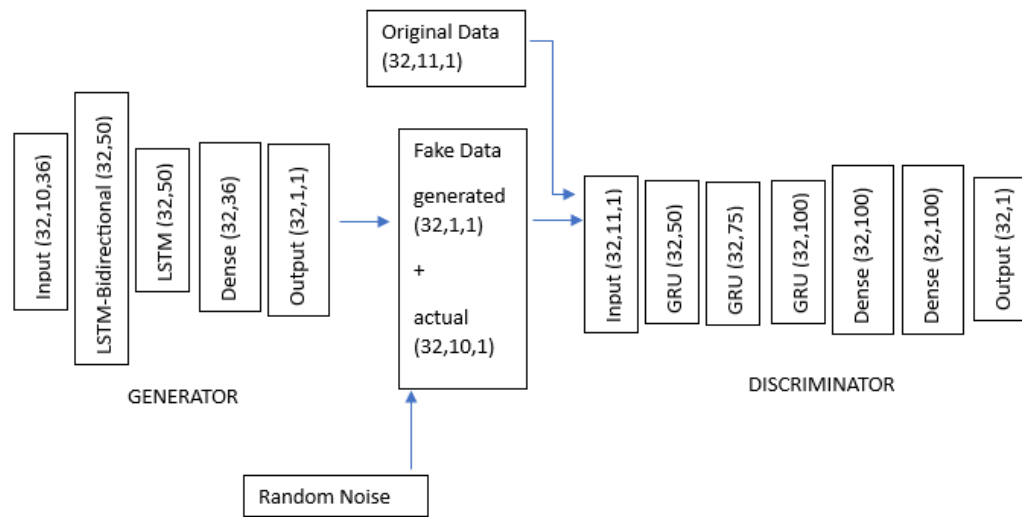 Original Data
(32,11,1)
Input (32,10,36)
LSTM-Bidirectional (32,50)
LSTM (32,50)
Dense (32,36)
Output (32,1,1)
GENERATOR
Fake Data
generated
(32,1,1)
+
actual
(32,10,1)
Random Noise
Input (32,11,1)
GRU (32,50)
GRU (32,75)
GRU (32,100)
Dense (32,100)
Dense (32,100)
Output (32,1)
DISCRIMINATOR